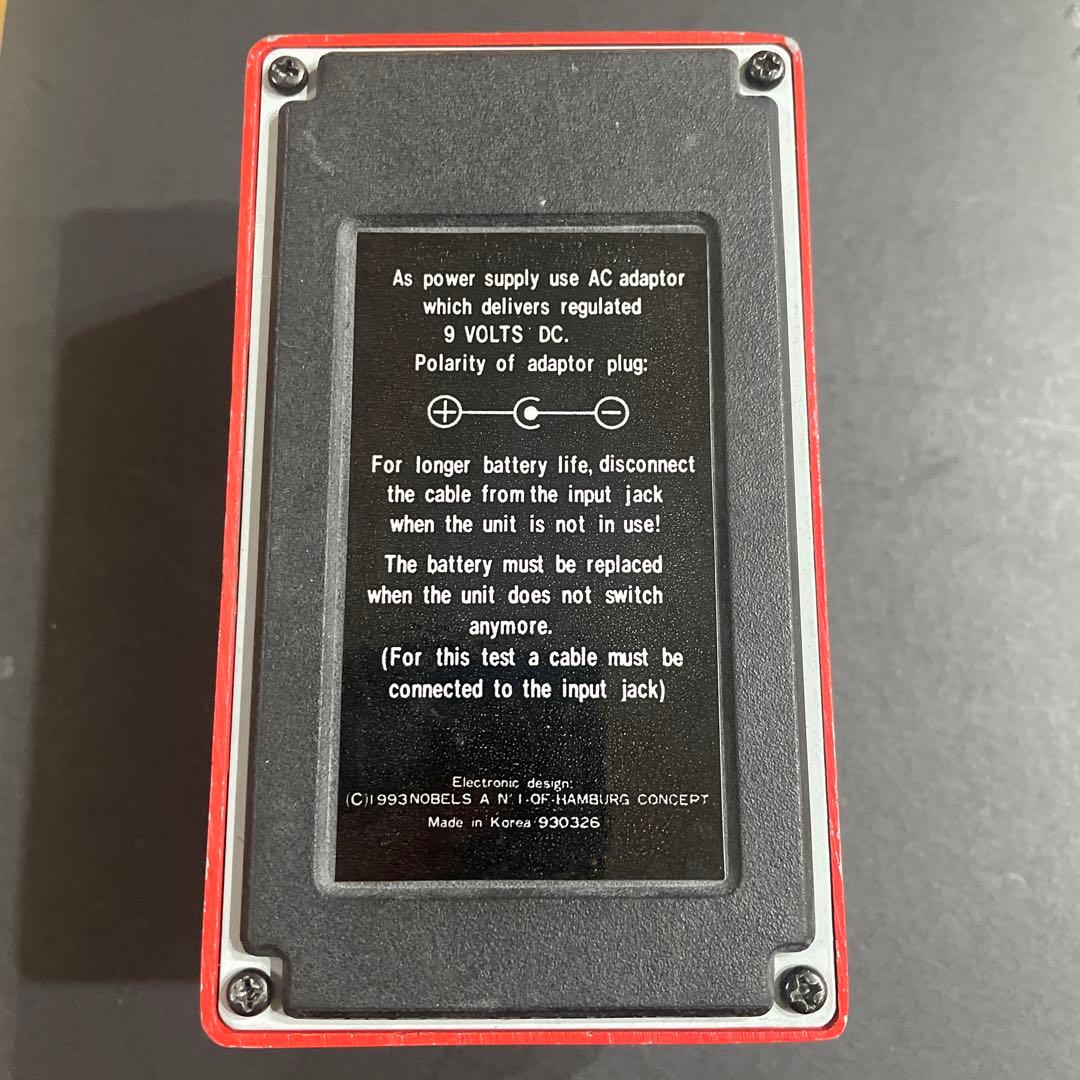 As power supply use AC adaptor
which delivers regulated
9 VOLTS DC.
Polarity of adaptor plug:
+ −
For longer battery life, disconnect
the cable from the input jack
when the unit is not in use!
The battery must be replaced
when the unit does not switch
anymore.
(For this test a cable must be
connected to the input jack)
Electronic design:
(C)1993 NOBELS A N°1-OF-HAMBURG CONCEPT
Made in Korea 930326